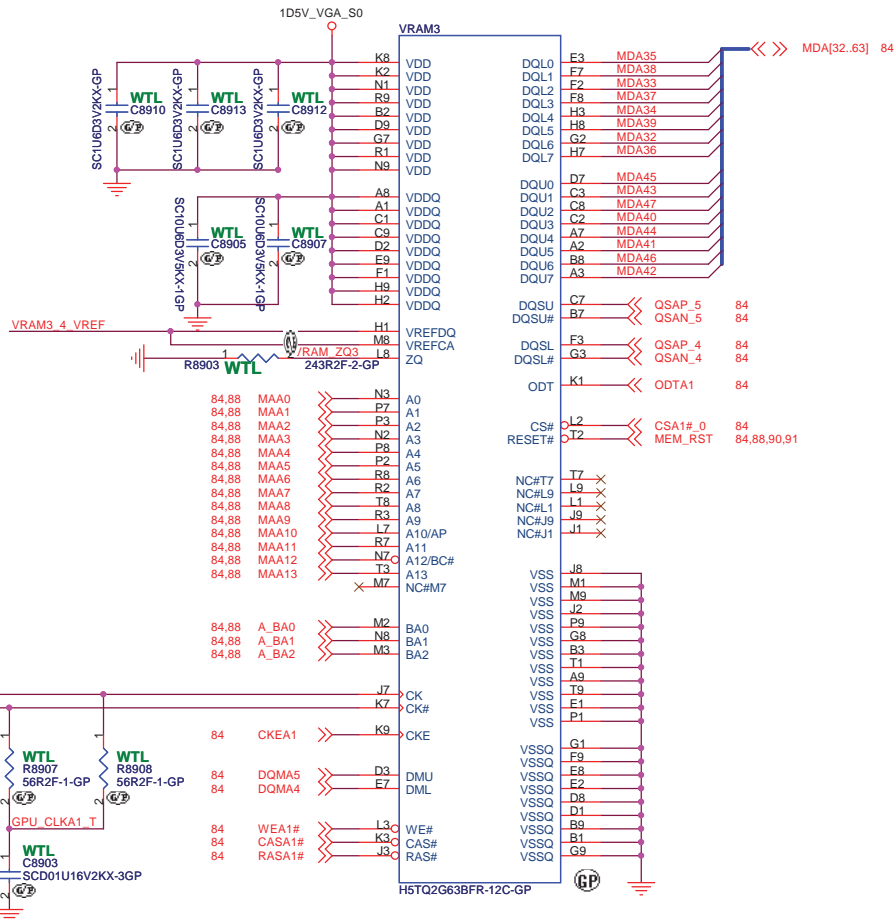 1D5V_VGA_S0
VRAM3
K8 VDD
K2 VDD
N1 VDD
R9 VDD
B2 VDD
D9 VDD
G7 VDD
R1 VDD
N9 VDD
A8 VDDQ
A1 VDDQ
C1 VDDQ
C9 VDDQ
D2 VDDQ
E9 VDDQ
F1 VDDQ
H9 VDDQ
H2 VDDQ
H1 VREFDQ
M8 VREFCA
L8 ZQ
SC1U6D3V2KX-GP 1 2 WTL C8910 G/P
SC1U6D3V2KX-GP 1 2 WTL C8913 G/P
SC1U6D3V2KX-GP 1 2 WTL C8912 G/P
SC10U6D3V5KX-1GP 1 2 WTL C8905 G/P
SC10U6D3V5KX-1GP 1 2 WTL C8907 G/P
VRAM3_4_VREF
/RAM_ZQ3
R8903 1 WTL 243R2F-2-GP
84,88 MAA0 N3 A0
84,88 MAA1 P7 A1
84,88 MAA2 P3 A2
84,88 MAA3 N2 A3
84,88 MAA4 P8 A4
84,88 MAA5 P2 A5
84,88 MAA6 R8 A6
84,88 MAA7 R2 A7
84,88 MAA8 T8 A8
84,88 MAA9 R3 A9
84,88 MAA10 L7 A10/AP
84,88 MAA11 R7 A11
84,88 MAA12 N7 A12/BC#
84,88 MAA13 T3 A13
M7 NC#M7
84,88 A_BA0 M2 BA0
84,88 A_BA1 N8 BA1
84,88 A_BA2 M3 BA2
J7 CK
K7 CK#
84 CKEA1 K9 CKE
84 DQMA5 D3 DMU
84 DQMA4 E7 DML
84 WEA1# L3 WE#
84 CASA1# K3 CAS#
84 RASA1# J3 RAS#
1 2 WTL R8907 56R2F-1-GP G/P
1 2 WTL R8908 56R2F-1-GP G/P
GPU_CLKA1_T
1 2 WTL C8903 SCD01U16V2KX-3GP G/P
DQL0 E3 MDA35
DQL1 F7 MDA38
DQL2 F2 MDA33
DQL3 F8 MDA37
DQL4 H3 MDA34
DQL5 H8 MDA39
DQL6 G2 MDA32
DQL7 H7 MDA36
MDA[32..63] 84
DQU0 D7 MDA45
DQU1 C3 MDA43
DQU2 C8 MDA47
DQU3 C2 MDA40
DQU4 A7 MDA44
DQU5 A2 MDA41
DQU6 B8 MDA46
DQU7 A3 MDA42
DQSU C7 QSAP_5 84
DQSU# B7 QSAN_5 84
DQSL F3 QSAP_4 84
DQSL# G3 QSAN_4 84
ODT K1 ODTA1 84
CS# L2 CSA1#_0 84
RESET# T2 MEM_RST 84,88,90,91
NC#T7 T7
NC#L9 L9
NC#L1 L1
NC#J9 J9
NC#J1 J1
VSS J8
VSS M1
VSS M9
VSS J2
VSS P9
VSS G8
VSS B3
VSS T1
VSS A9
VSS T9
VSS E1
VSS P1
VSSQ G1
VSSQ F9
VSSQ E8
VSSQ E2
VSSQ D8
VSSQ D1
VSSQ B9
VSSQ B1
VSSQ G9
H5TQ2G63BFR-12C-GP
GP